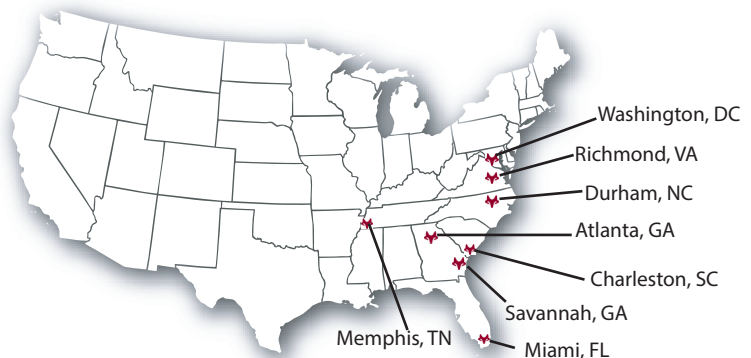 Washington, DC
Richmond, VA
Durham, NC
Atlanta, GA
Charleston, SC
Savannah, GA
Memphis, TN
Miami, FL